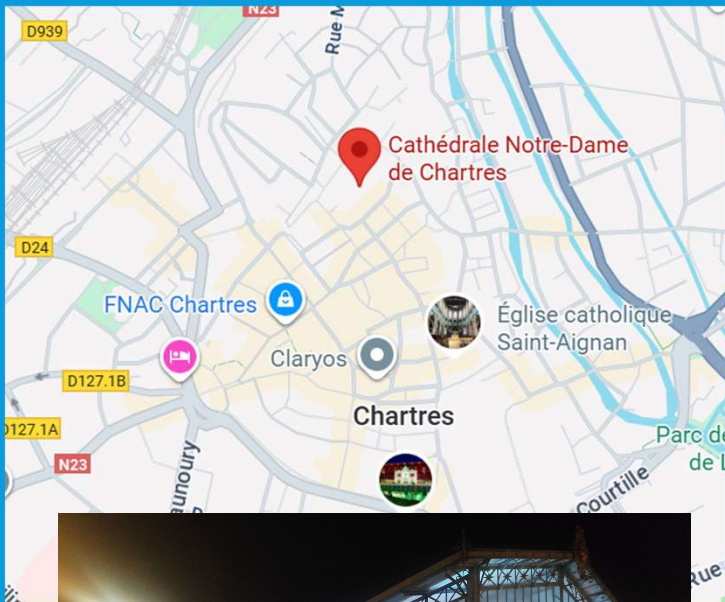 N23
D939
Rue M
Cathédrale Notre-Dame
de Chartres
D24
FNAC Chartres
Église catholique
Saint-Aignan
Claryos
D127.1B
Chartres
D127.1A
Parc de
de L
N23
aunoury
Courtille
Rue